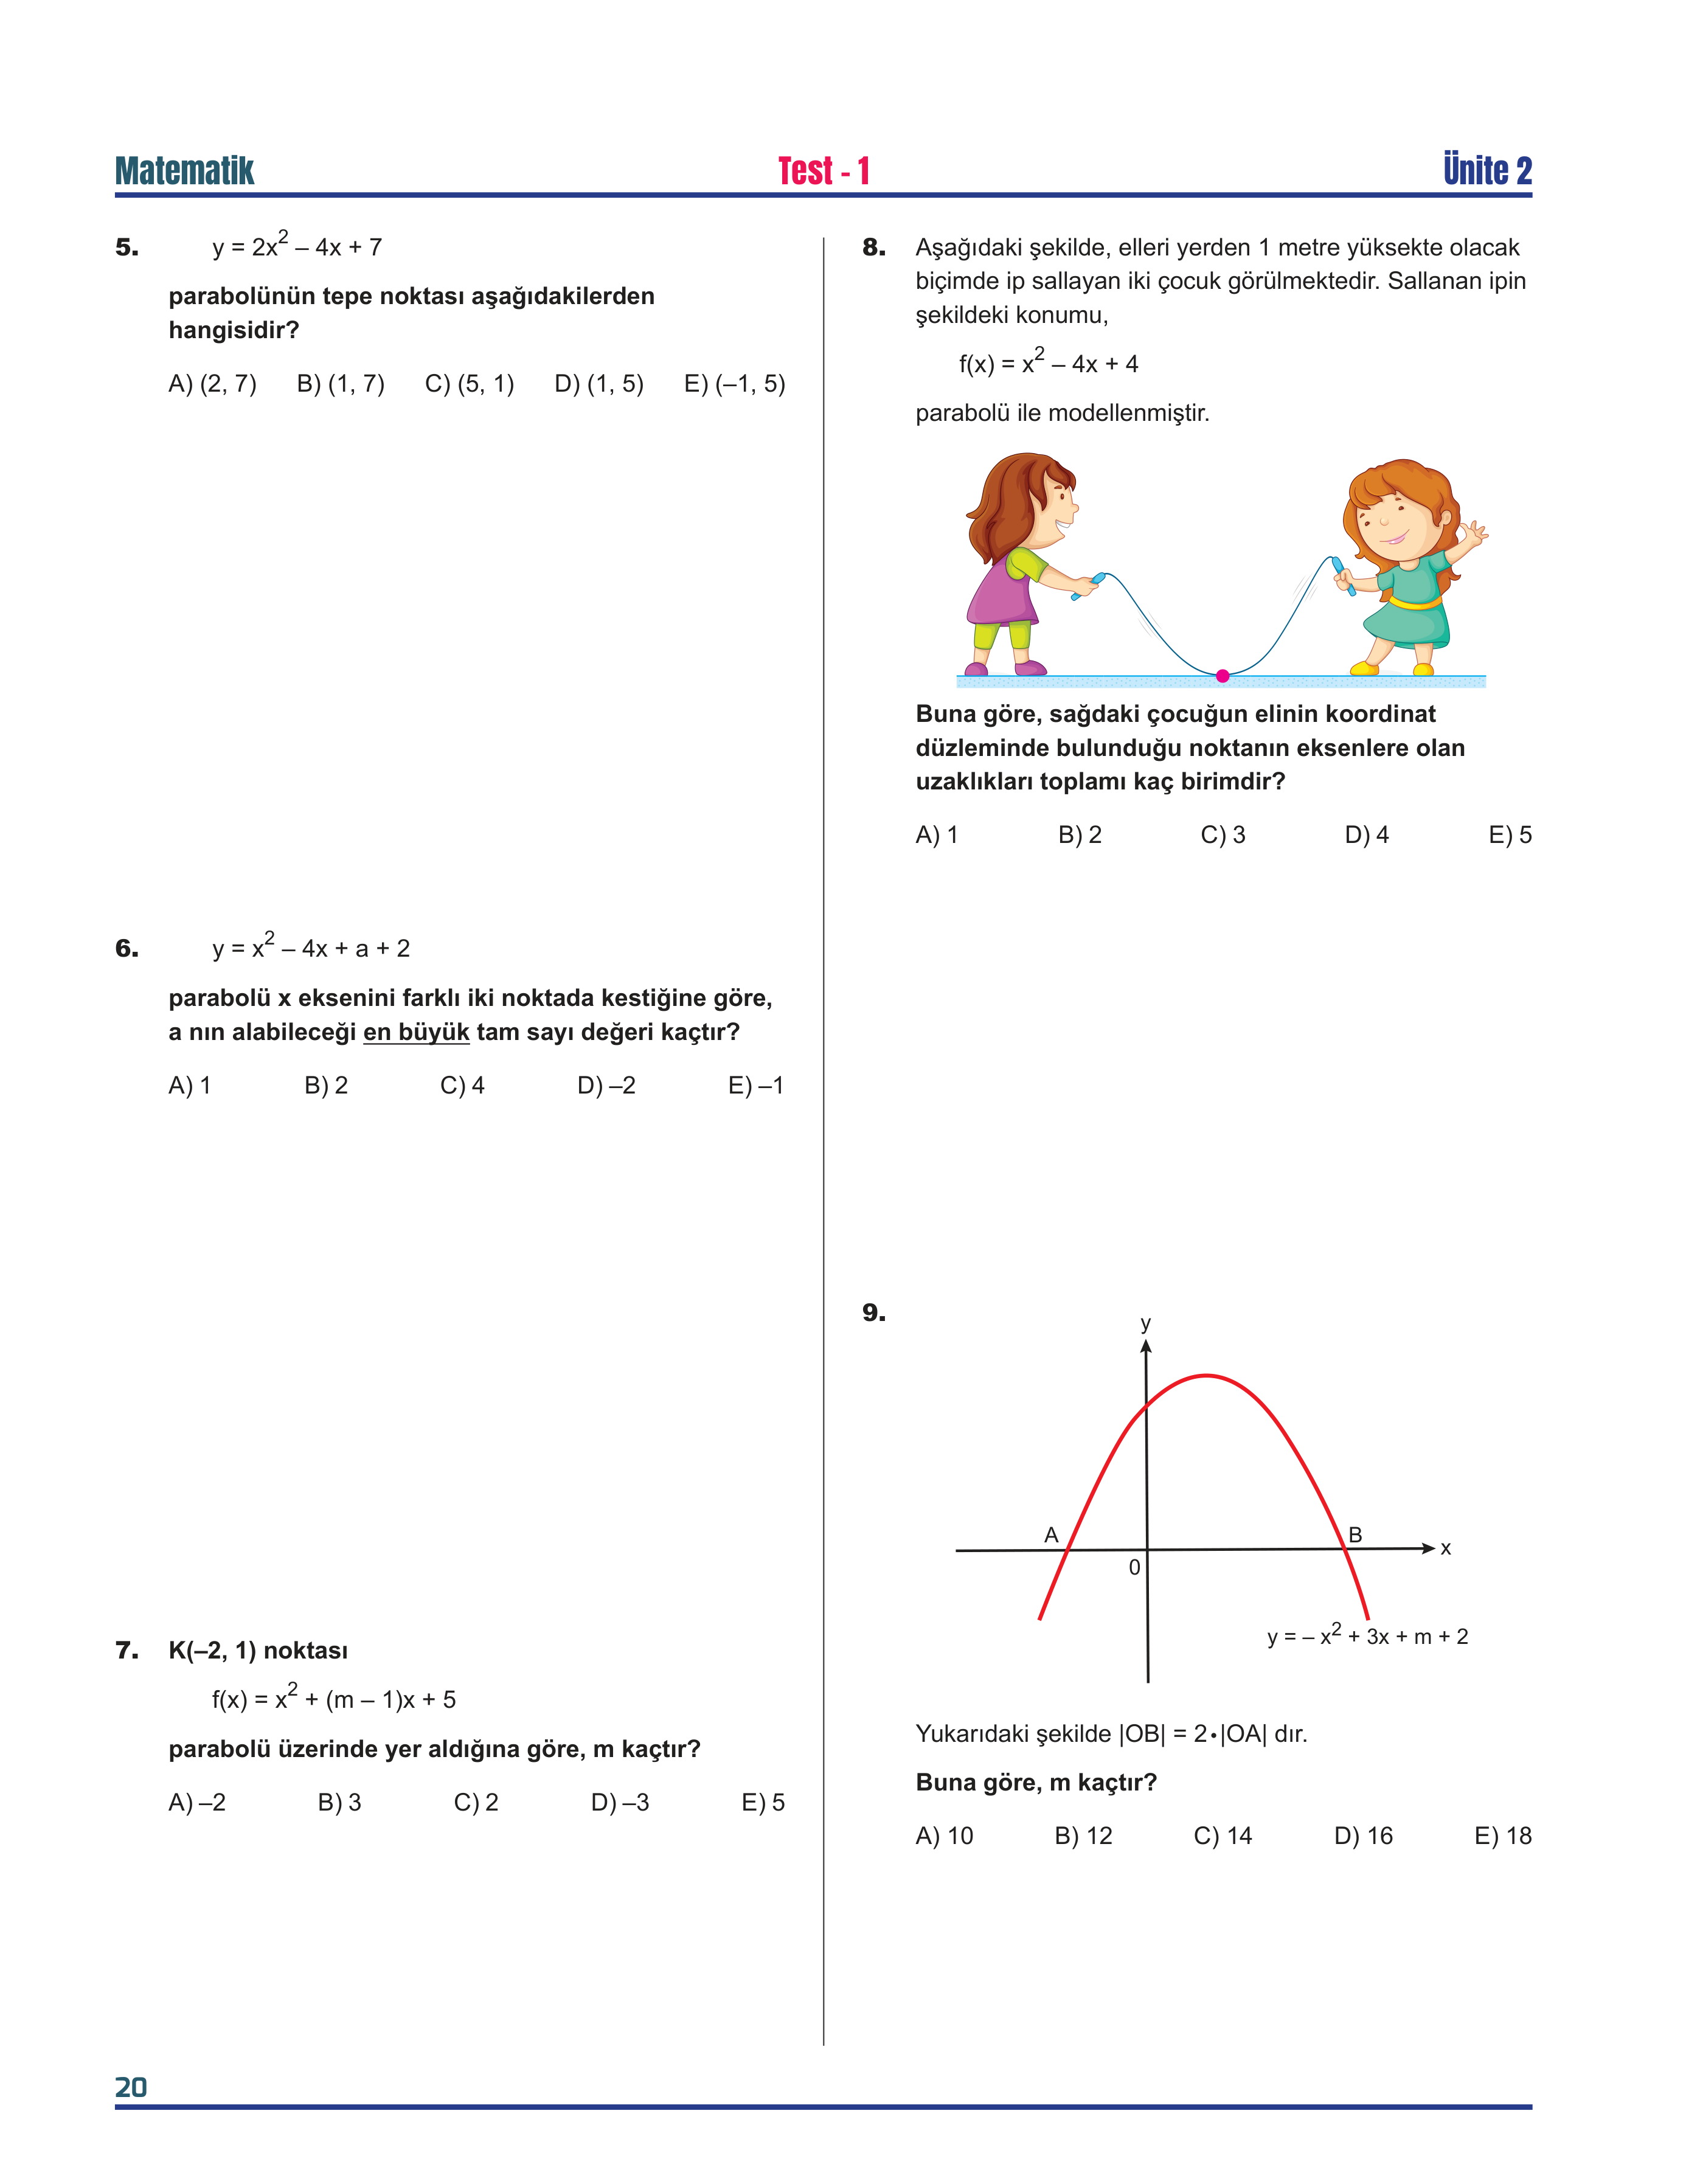 Matematik
Test - 1
Ünite 2
5. y = 2x² – 4x + 7
parabolünün tepe noktası aşağıdakilerden
hangisidir?
A) (2, 7) B) (1, 7) C) (5, 1) D) (1, 5) E) (–1, 5)
6. y = x² – 4x + a + 2
parabolü x eksenini farklı iki noktada kestiğine göre,
a nın alabileceği en büyük tam sayı değeri kaçtır?
A) 1 B) 2 C) 4 D) –2 E) –1
7. K(–2, 1) noktası
f(x) = x² + (m – 1)x + 5
parabolü üzerinde yer aldığına göre, m kaçtır?
A) –2 B) 3 C) 2 D) –3 E) 5
8. Aşağıdaki şekilde, elleri yerden 1 metre yüksekte olacak
biçimde ip sallayan iki çocuk görülmektedir. Sallanan ipin
şekildeki konumu,
f(x) = x² – 4x + 4
parabolü ile modellenmiştir.
Buna göre, sağdaki çocuğun elinin koordinat
düzleminde bulunduğu noktanın eksenlere olan
uzaklıkları toplamı kaç birimdir?
A) 1 B) 2 C) 3 D) 4 E) 5
9.
y
A
B
x
0
y = – x² + 3x + m + 2
Yukarıdaki şekilde |OB| = 2•|OA| dır.
Buna göre, m kaçtır?
A) 10 B) 12 C) 14 D) 16 E) 18
20